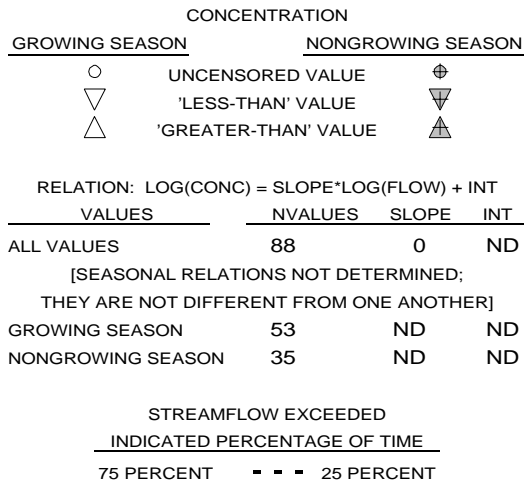 CONCENTRATION
GROWING SEASON NONGROWING SEASON
UNCENSORED VALUE
'LESS-THAN' VALUE
'GREATER-THAN' VALUE
RELATION: LOG(CONC) = SLOPE*LOG(FLOW) + INT
VALUES NVALUES SLOPE INT
ALL VALUES 88 0 ND
[SEASONAL RELATIONS NOT DETERMINED;
THEY ARE NOT DIFFERENT FROM ONE ANOTHER]
GROWING SEASON 53 ND ND
NONGROWING SEASON 35 ND ND
STREAMFLOW EXCEEDED
INDICATED PERCENTAGE OF TIME
75 PERCENT - - - 25 PERCENT